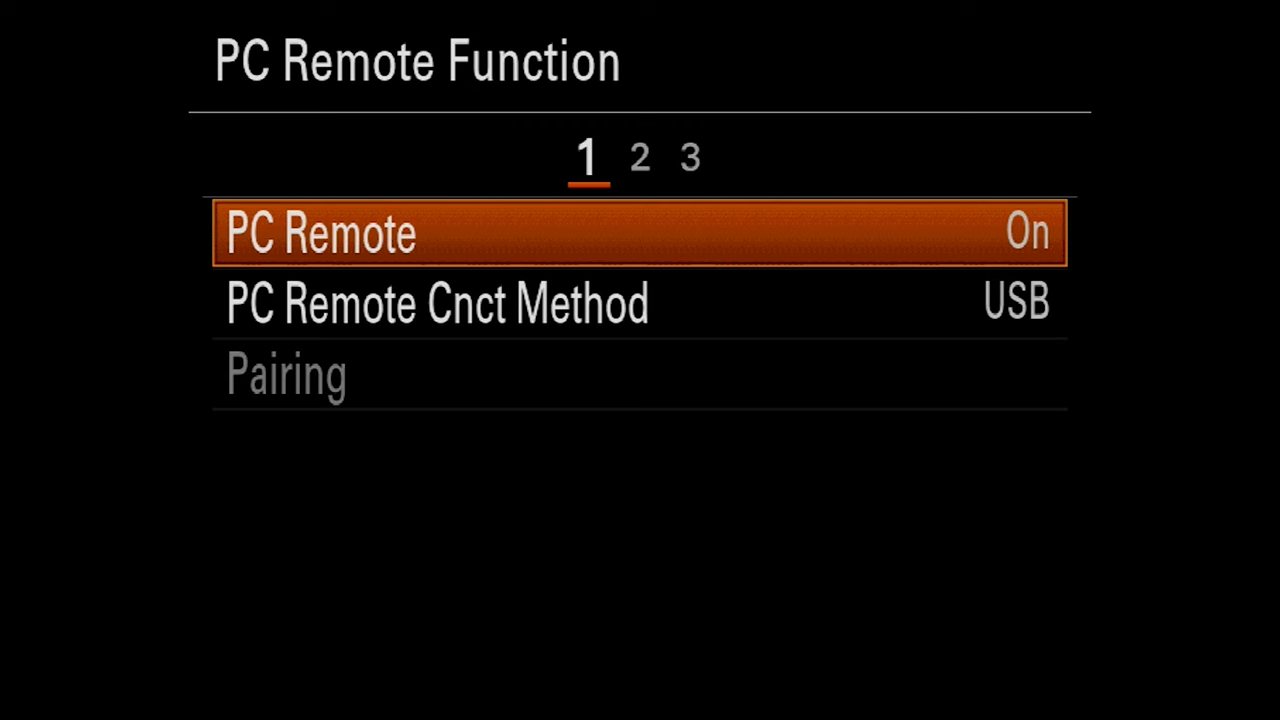 PC Remote Function
1 2 3
PC Remote On
PC Remote Cnct Method USB
Pairing